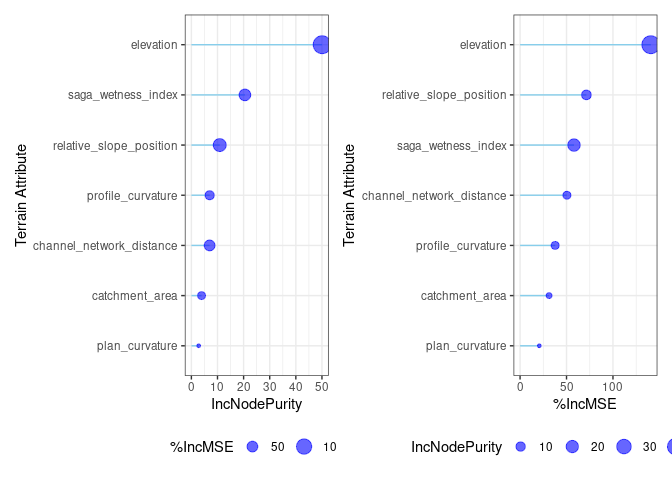 Terrain Attribute
elevation
saga_wetness_index
relative_slope_position
profile_curvature
channel_network_distance
catchment_area
plan_curvature
0 10 20 30 40 50
IncNodePurity
%IncMSE 50 10
Terrain Attribute
elevation
relative_slope_position
saga_wetness_index
channel_network_distance
profile_curvature
catchment_area
plan_curvature
0 50 100
%IncMSE
IncNodePurity 10 20 30